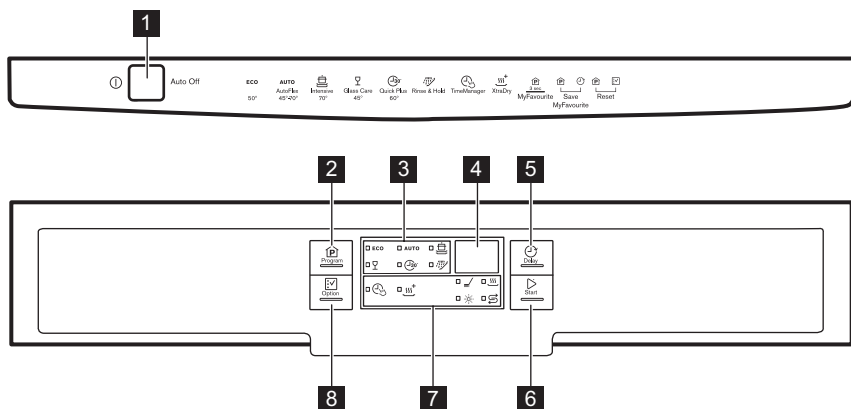 1
Auto Off
ECO
50°
AUTO
AutoFlex
45°-70°
Intensive
70°
Glass Care
45°
30'
Quick Plus
60°
Rinse & Hold
TimeManager
XtraDry
3 sec.
MyFavourite
Save
MyFavourite
Reset
2
3
4
5
P
Program
ECO
AUTO
30'
Delay
Option
Start
8
7
6